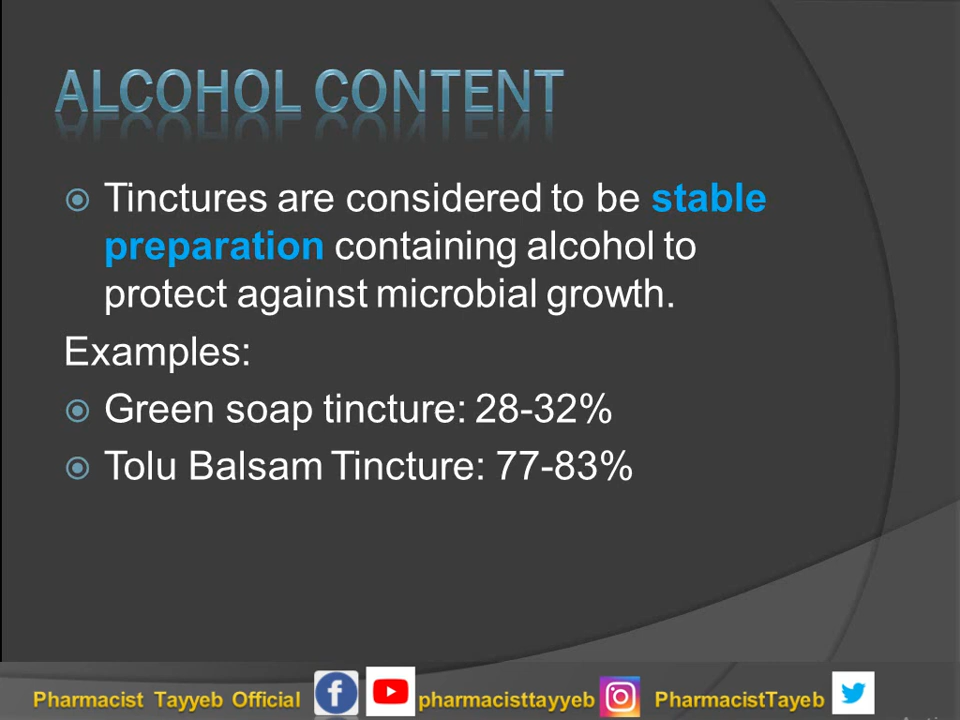 ALCOHOL CONTENT
Tinctures are considered to be stable
preparation containing alcohol to
protect against microbial growth.
Examples:
Green soap tincture: 28-32%
Tolu Balsam Tincture: 77-83%
Pharmacist Tayyeb Official pharmacisttayyeb PharmacistTayeb